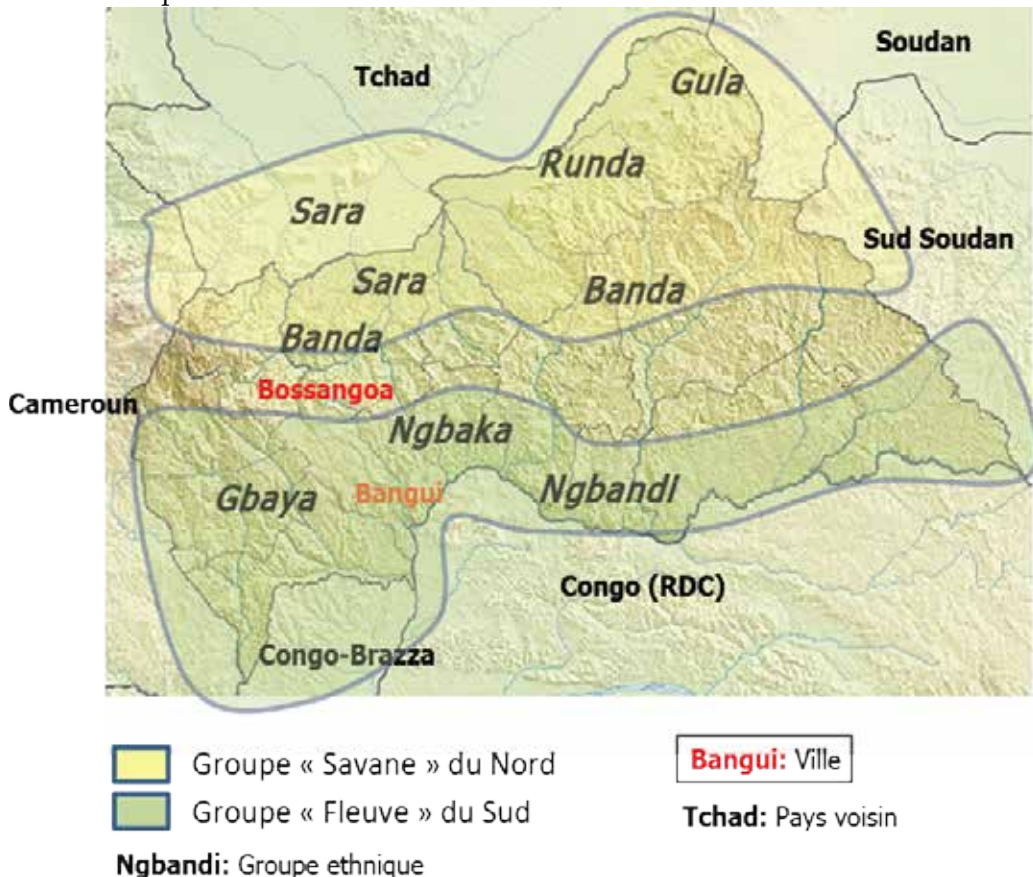 Soudan
Tchad
Gula
Runda
Sara
Sud Soudan
Sara
Banda
Banda
Bossangoa
Cameroun
Ngbaka
Gbaya
Bangui
NgbandI
Congo (RDC)
Congo-Brazza
Groupe « Savane » du Nord
Bangui: Ville
Groupe « Fleuve » du Sud
Tchad: Pays voisin
Ngbandi: Groupe ethnique